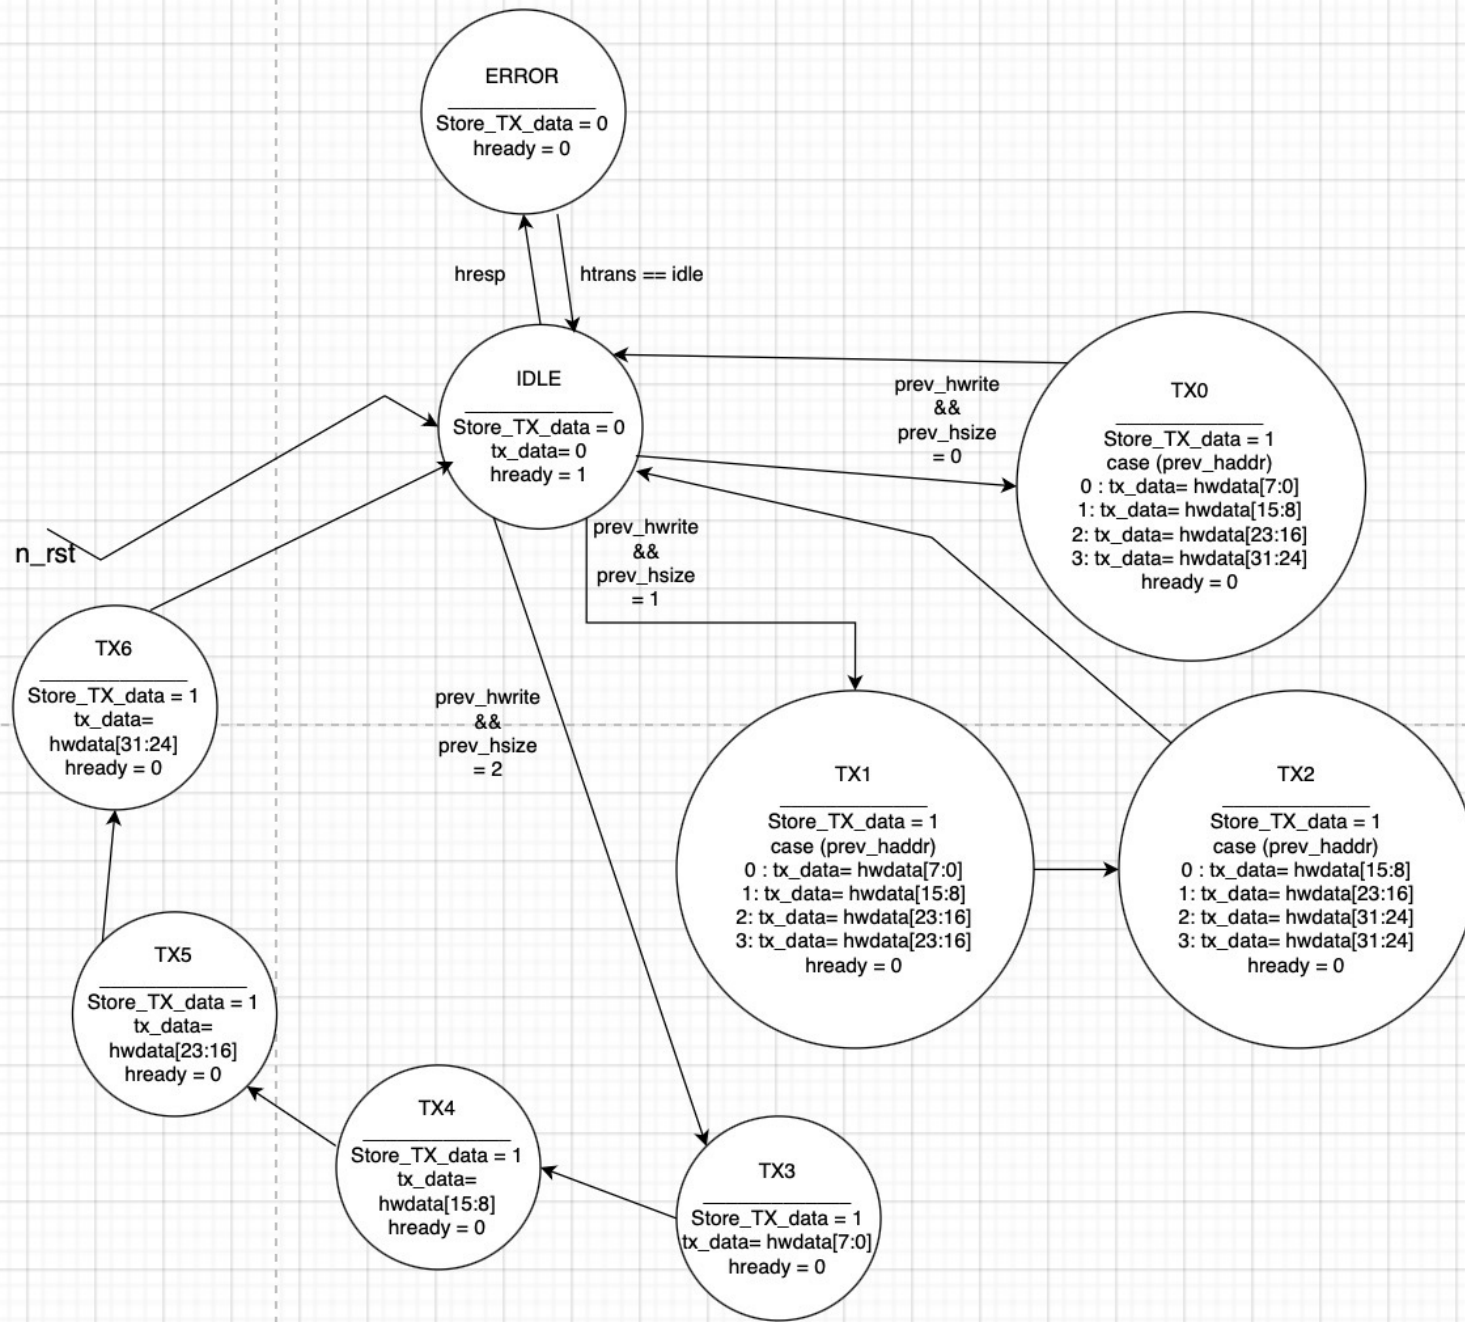 ERROR
Store_TX_data = 0
hready = 0
hresp
htrans == idle
IDLE
Store_TX_data = 0
tx_data= 0
hready = 1
prev_hwrite
&&
prev_hsize
= 0
TX0
Store_TX_data = 1
case (prev_haddr)
0 : tx_data= hwdata[7:0]
1: tx_data= hwdata[15:8]
2: tx_data= hwdata[23:16]
3: tx_data= hwdata[31:24]
hready = 0
n_rst
prev_hwrite
&&
prev_hsize
= 1
TX6
Store_TX_data = 1
tx_data=
hwdata[31:24]
hready = 0
prev_hwrite
&&
prev_hsize
= 2
TX1
Store_TX_data = 1
case (prev_haddr)
0 : tx_data= hwdata[7:0]
1: tx_data= hwdata[15:8]
2: tx_data= hwdata[23:16]
3: tx_data= hwdata[23:16]
hready = 0
TX2
Store_TX_data = 1
case (prev_haddr)
0 : tx_data= hwdata[15:8]
1: tx_data= hwdata[23:16]
2: tx_data= hwdata[31:24]
3: tx_data= hwdata[31:24]
hready = 0
TX5
Store_TX_data = 1
tx_data=
hwdata[23:16]
hready = 0
TX4
Store_TX_data = 1
tx_data=
hwdata[15:8]
hready = 0
TX3
Store_TX_data = 1
tx_data= hwdata[7:0]
hready = 0